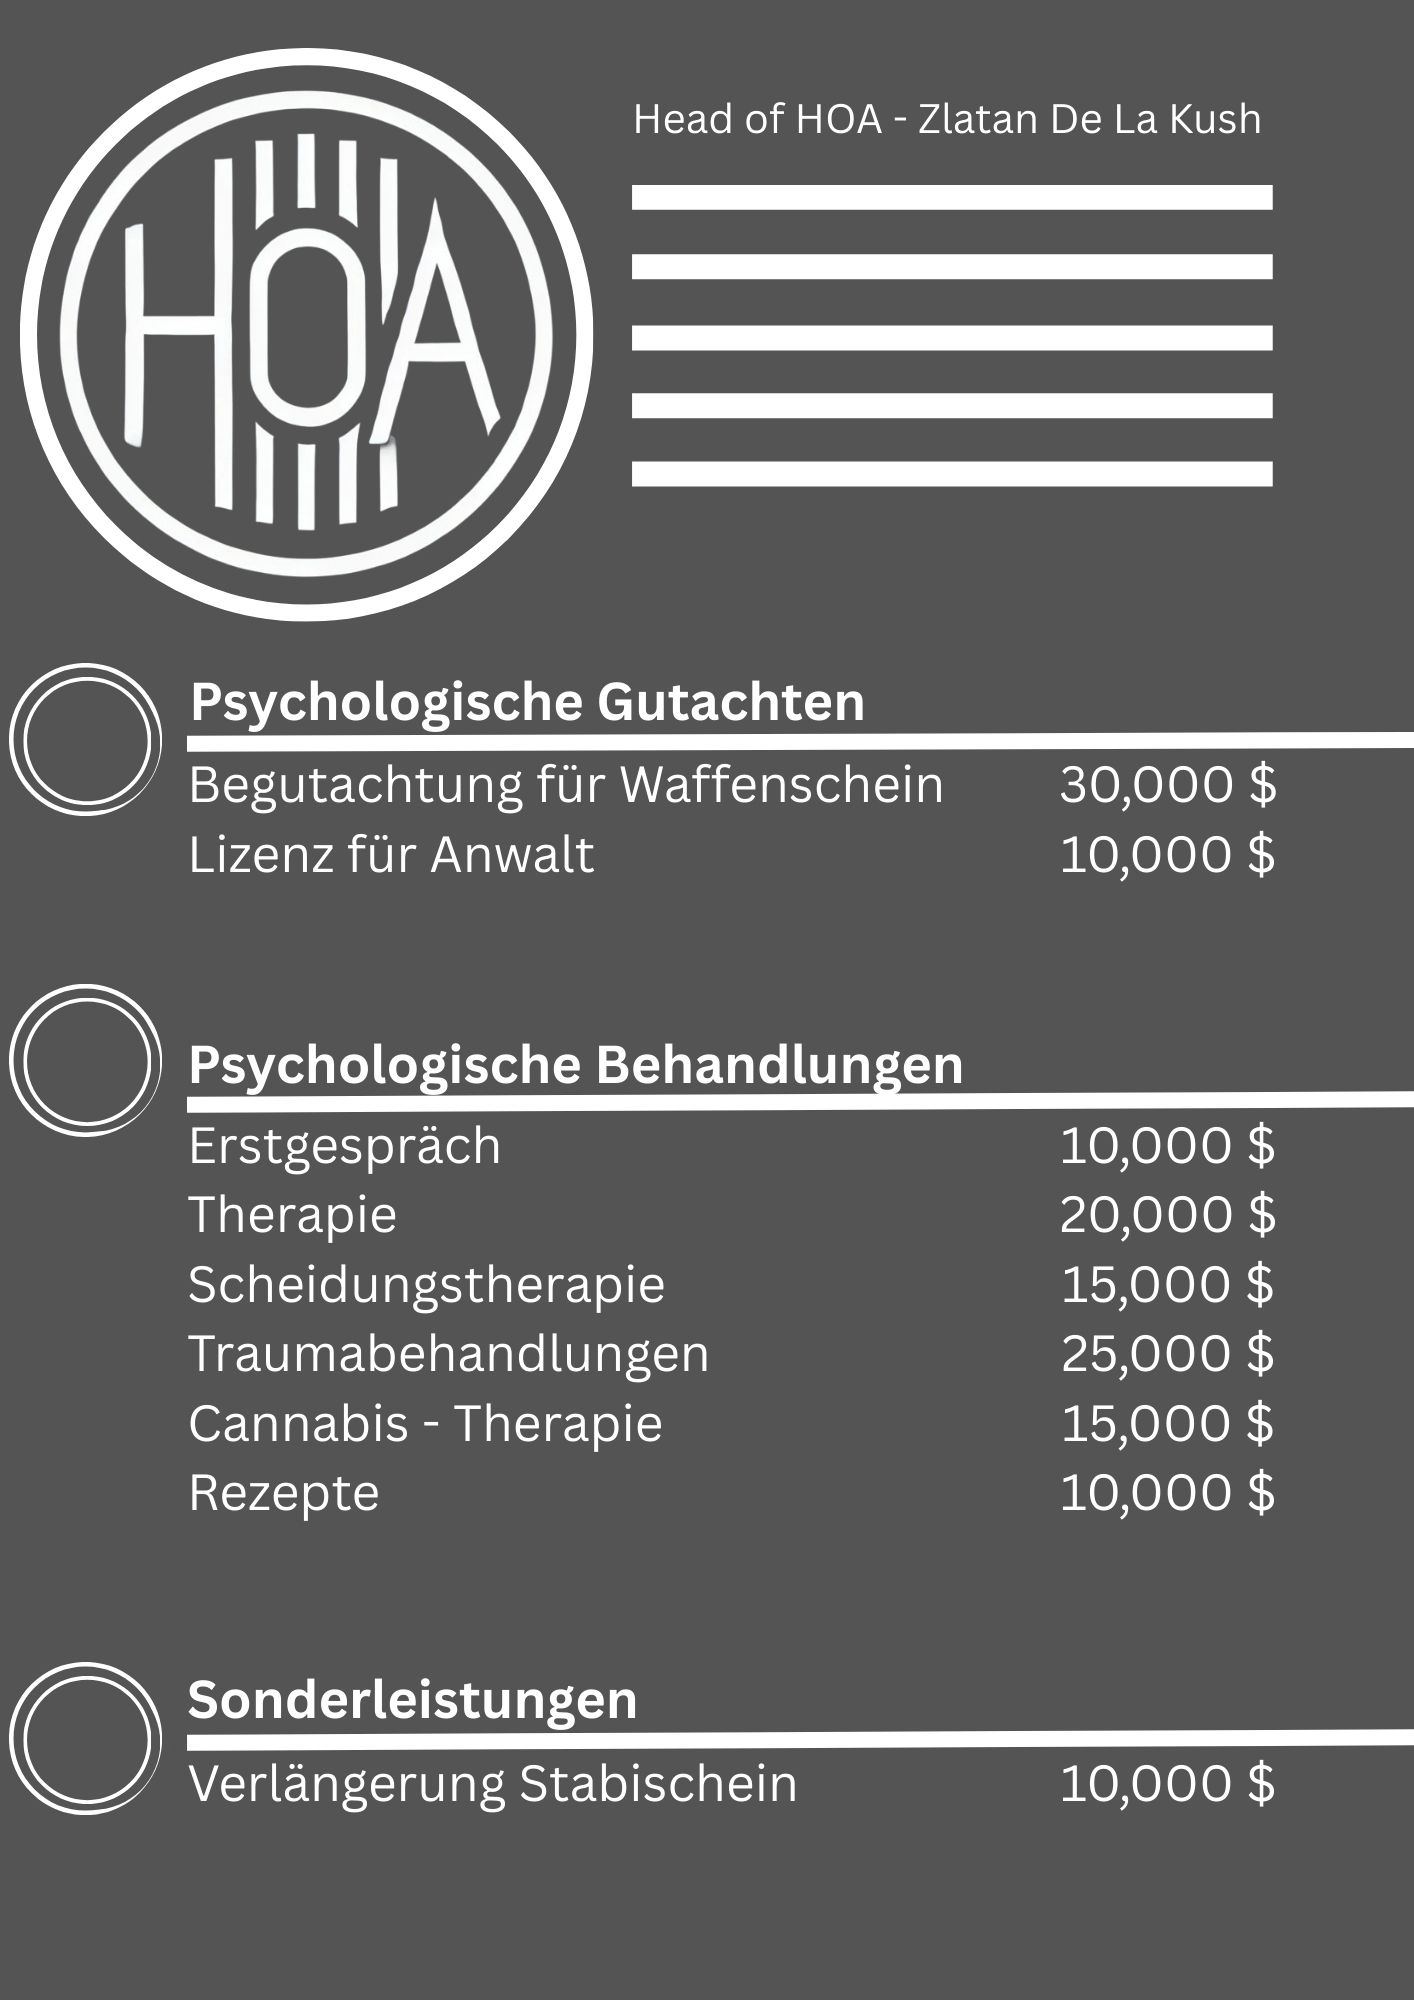 HOA
Head of HOA - Zlatan De La Kush
Psychologische Gutachten
Begutachtung für Waffenschein 30,000 $
Lizenz für Anwalt 10,000 $
Psychologische Behandlungen
Erstgespräch 10,000 $
Therapie 20,000 $
Scheidungstherapie 15,000 $
Traumabehandlungen 25,000 $
Cannabis - Therapie 15,000 $
Rezepte 10,000 $
Sonderleistungen
Verlängerung Stabischein 10,000 $